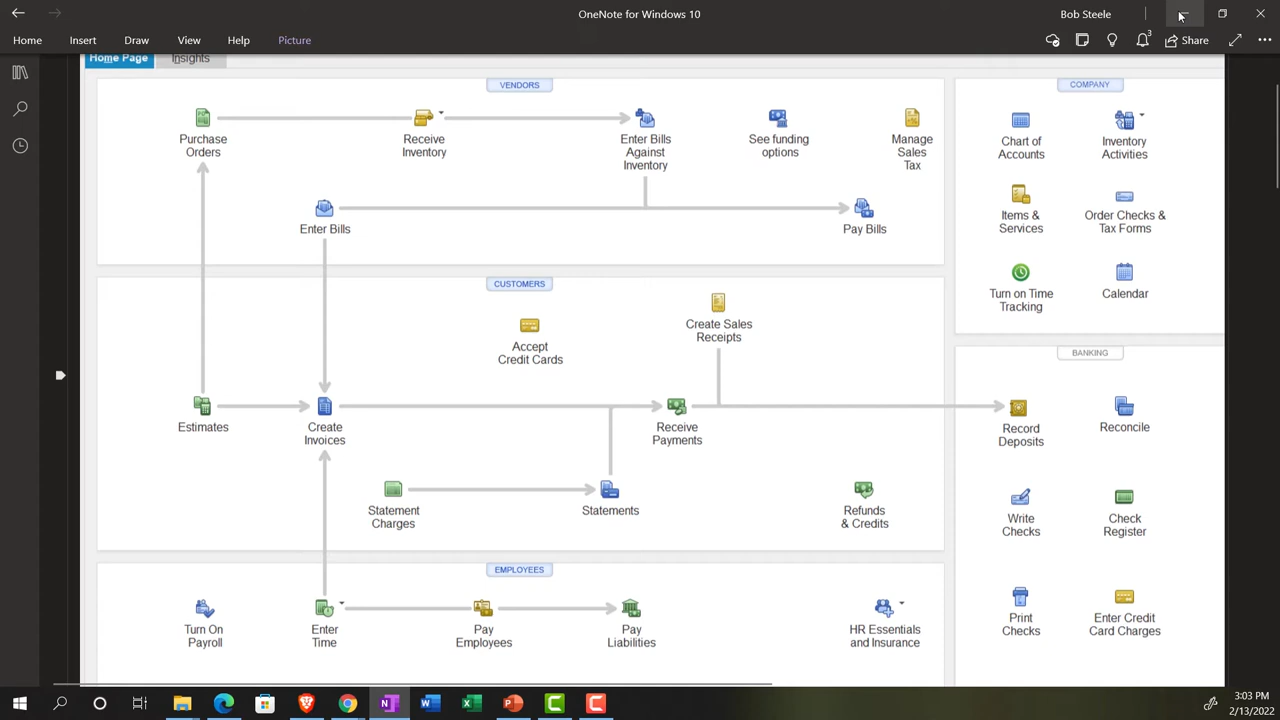 OneNote for Windows 10
Bob Steele
Home
Insert
Draw
View
Help
Picture
Share
Home Page
Insights
VENDORS
Purchase
Orders
Receive
Inventory
Enter Bills
Against
Inventory
See funding
options
Manage
Sales
Tax
Enter Bills
Pay Bills
COMPANY
Chart of
Accounts
Inventory
Activities
Items &
Services
Order Checks &
Tax Forms
Turn on Time
Tracking
Calendar
CUSTOMERS
Create Sales
Receipts
Accept
Credit Cards
Estimates
Create
Invoices
Receive
Payments
Statement
Charges
Statements
Refunds
& Credits
BANKING
Record
Deposits
Reconcile
Write
Checks
Check
Register
Print
Checks
Enter Credit
Card Charges
EMPLOYEES
Turn On
Payroll
Enter
Time
Pay
Employees
Pay
Liabilities
HR Essentials
and Insurance
3:03 PM
2/13/2022